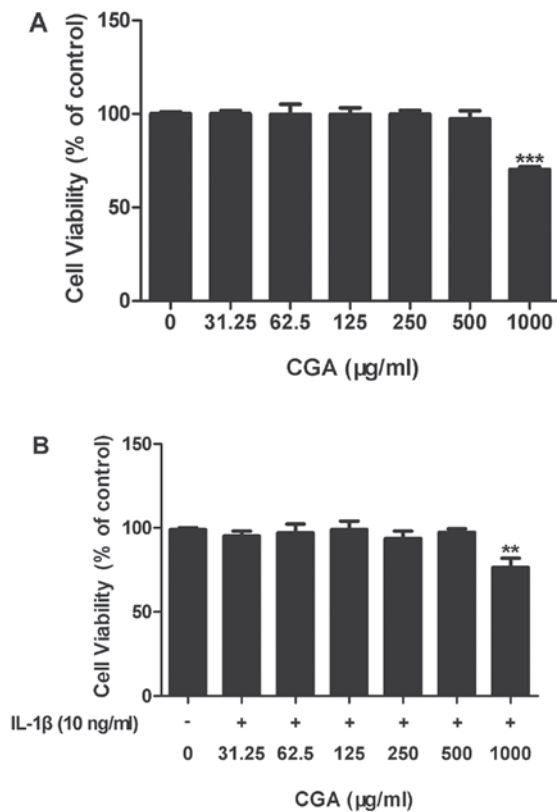 A
150
100
50
0
Cell Viability (% of control)
***
0 31.25 62.5 125 250 500 1000
CGA (µg/ml)
B
150
100
50
0
Cell Viability (% of control)
**
IL-1β (10 ng/ml) - + + + + + +
0 31.25 62.5 125 250 500 1000
CGA (µg/ml)